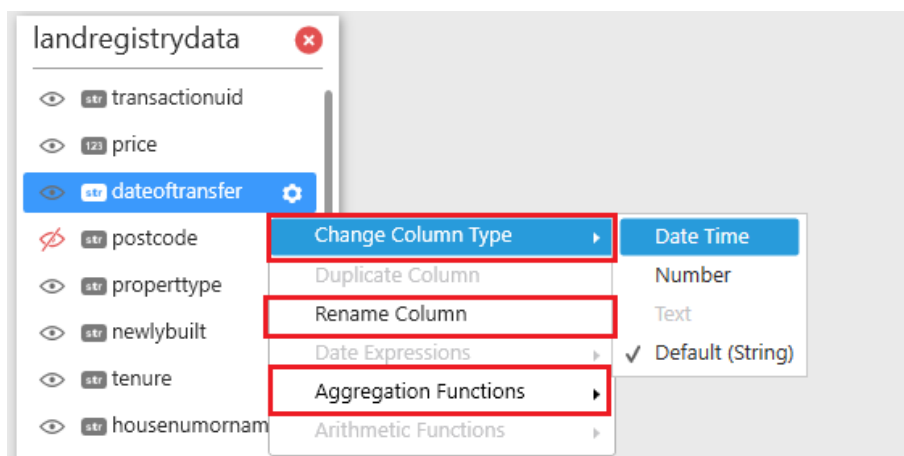 landregistrydata
str transactionuid
123 price
str dateoftransfer
str postcode
str properttype
str newlybuilt
str tenure
str housenumornam
Change Column Type
Duplicate Column
Rename Column
Date Expressions
Aggregation Functions
Arithmetic Functions
Date Time
Number
Text
Default (String)